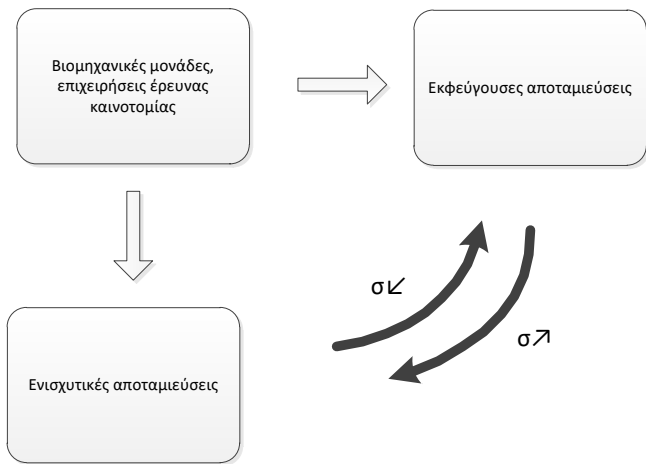 Βιομηχανικές μονάδες,
επιχειρήσεις έρευνας
καινοτομίας
Εκφεύγουσες αποταμιεύσεις
σ↙
σ↗
Ενισχυτικές αποταμιεύσεις